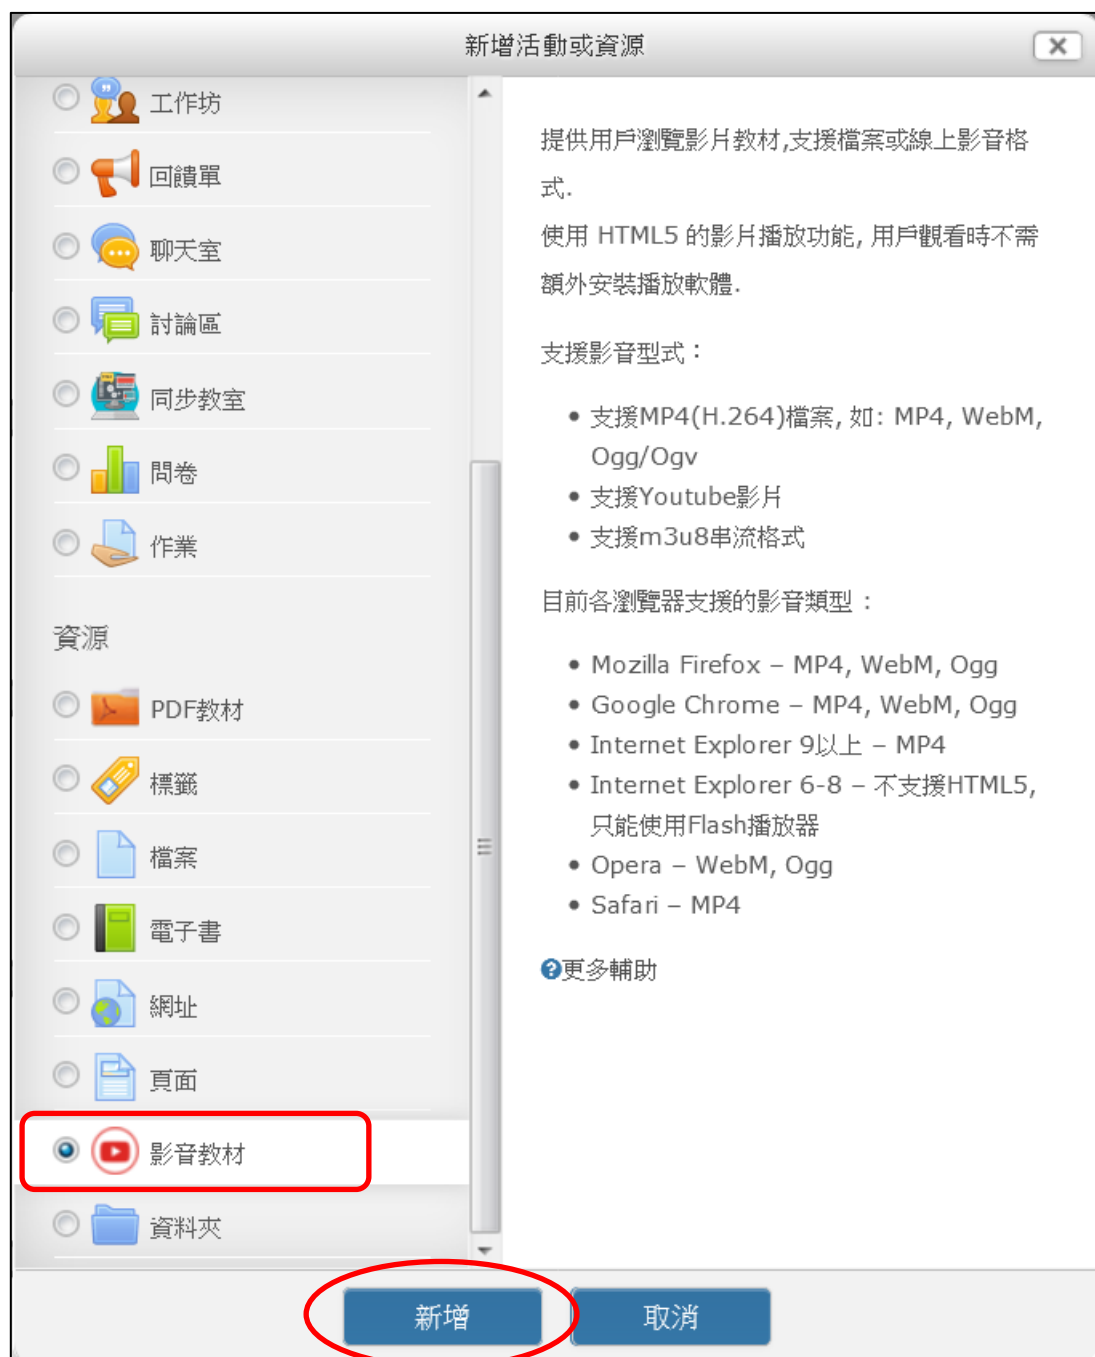 新增活動或資源
工作坊
回饋單
聊天室
討論區
同步教室
問卷
作業
資源
PDF教材
標籤
檔案
電子書
網址
頁面
影音教材
資料夾
提供用戶瀏覽影片教材,支援檔案或線上影音格
式.
使用 HTML5 的影片播放功能, 用戶觀看時不需
額外安裝播放軟體.
支援影音型式：
• 支援MP4(H.264)檔案, 如: MP4, WebM,
Ogg/Ogv
• 支援Youtube影片
• 支援m3u8串流格式
目前各瀏覽器支援的影音類型：
• Mozilla Firefox – MP4, WebM, Ogg
• Google Chrome – MP4, WebM, Ogg
• Internet Explorer 9以上 – MP4
• Internet Explorer 6-8 – 不支援HTML5,
只能使用Flash播放器
• Opera – WebM, Ogg
• Safari – MP4
更多輔助
新增
取消